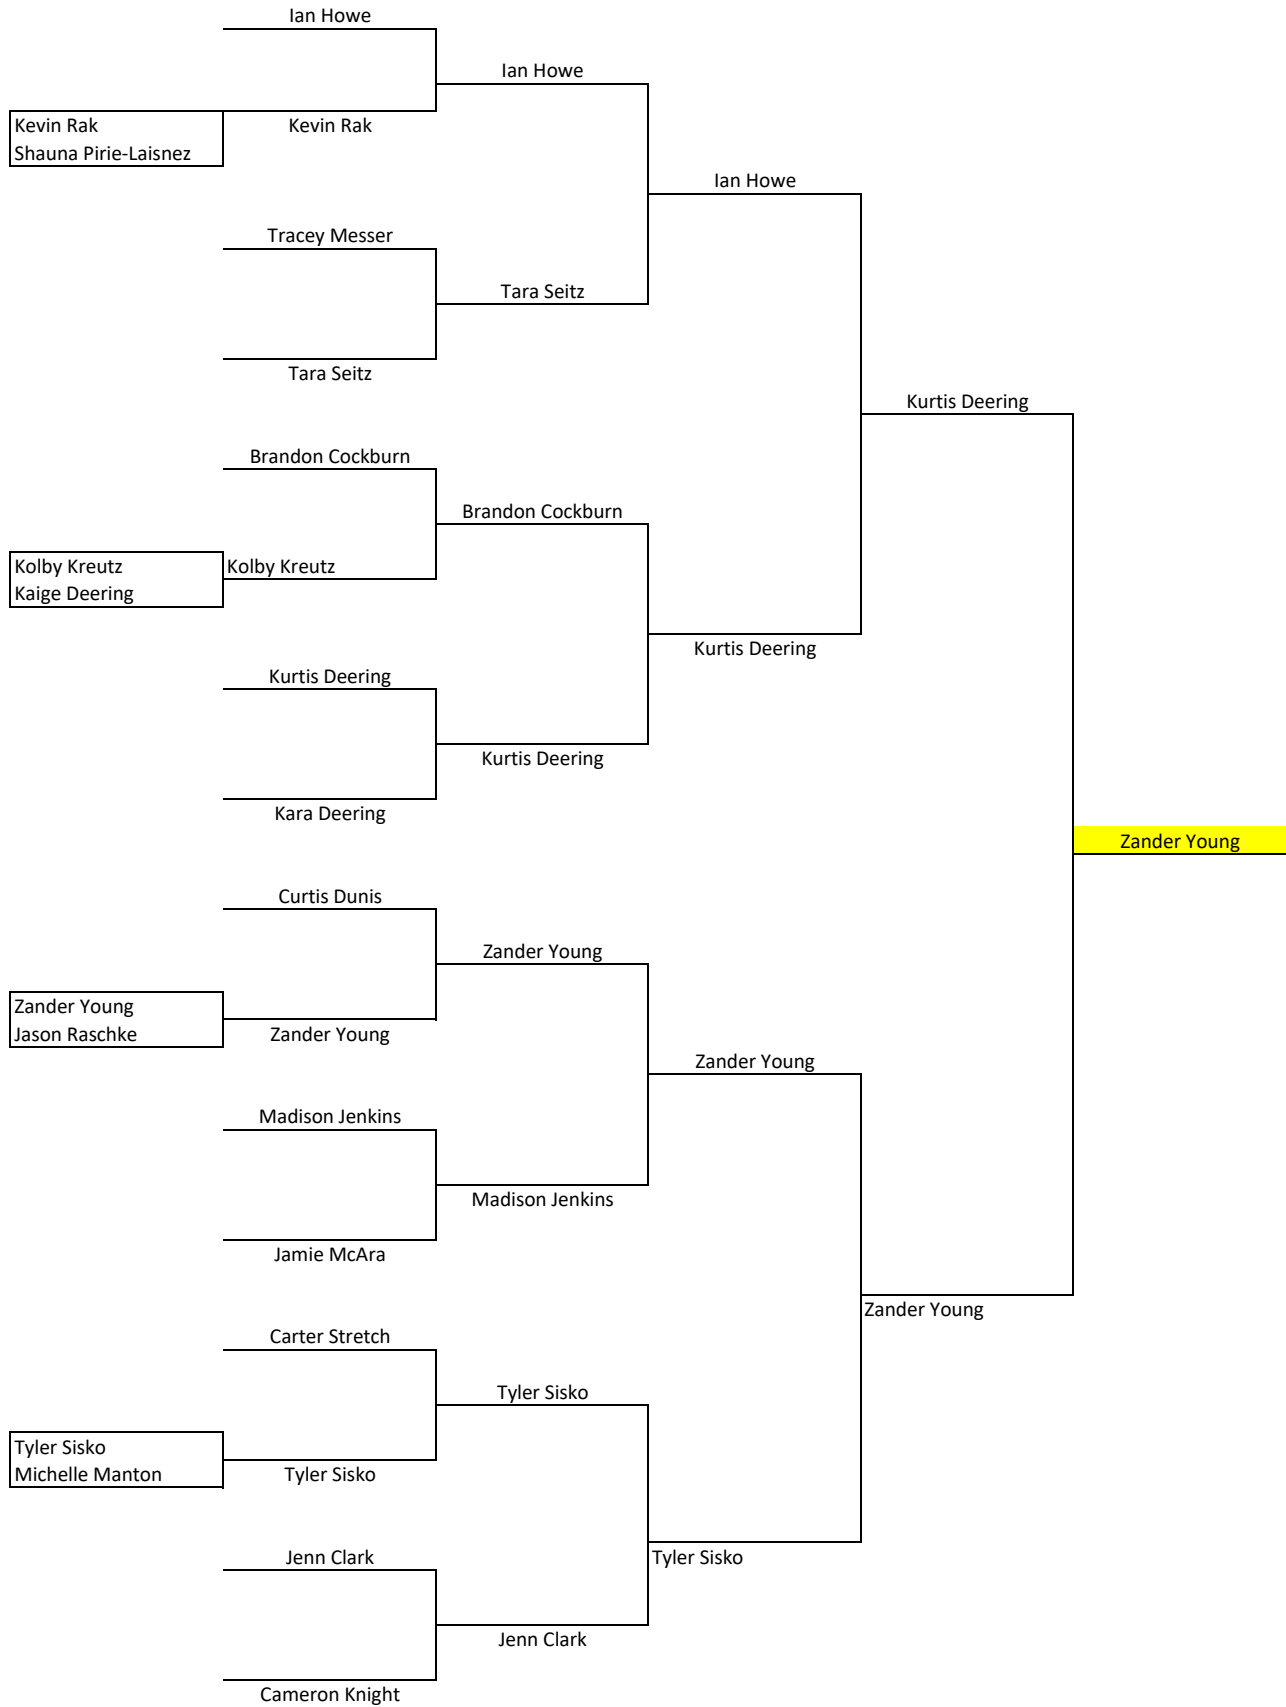 Ian Howe
Ian Howe
Kevin Rak
Kevin Rak
Shauna Pirie-Laisnez
Ian Howe
Tracey Messer
Tara Seitz
Tara Seitz
Kurtis Deering
Brandon Cockburn
Brandon Cockburn
Kolby Kreutz
Kolby Kreutz
Kaige Deering
Kurtis Deering
Kurtis Deering
Kurtis Deering
Kara Deering
Zander Young
Curtis Dunis
Zander Young
Zander Young
Jason Raschke
Zander Young
Zander Young
Madison Jenkins
Madison Jenkins
Jamie McAra
Zander Young
Carter Stretch
Tyler Sisko
Tyler Sisko
Michelle Manton
Tyler Sisko
Jenn Clark
Tyler Sisko
Jenn Clark
Cameron Knight